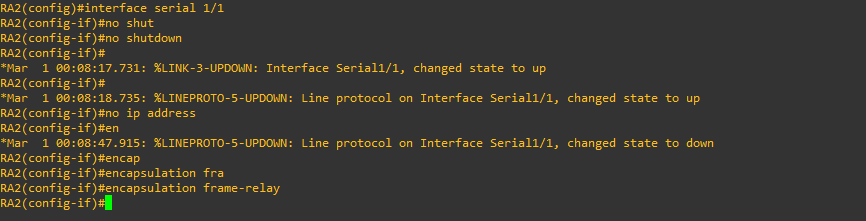 RA2(config)#interface serial 1/1
RA2(config-if)#no shut
RA2(config-if)#no shutdown
RA2(config-if)#
*Mar  1 00:08:17.731: %LINK-3-UPDOWN: Interface Serial1/1, changed state to up
RA2(config-if)#
*Mar  1 00:08:18.735: %LINEPROTO-5-UPDOWN: Line protocol on Interface Serial1/1, changed state to up
RA2(config-if)#no ip address
RA2(config-if)#en
*Mar  1 00:08:47.915: %LINEPROTO-5-UPDOWN: Line protocol on Interface Serial1/1, changed state to down
RA2(config-if)#encap
RA2(config-if)#encapsulation fra
RA2(config-if)#encapsulation frame-relay
RA2(config-if)#